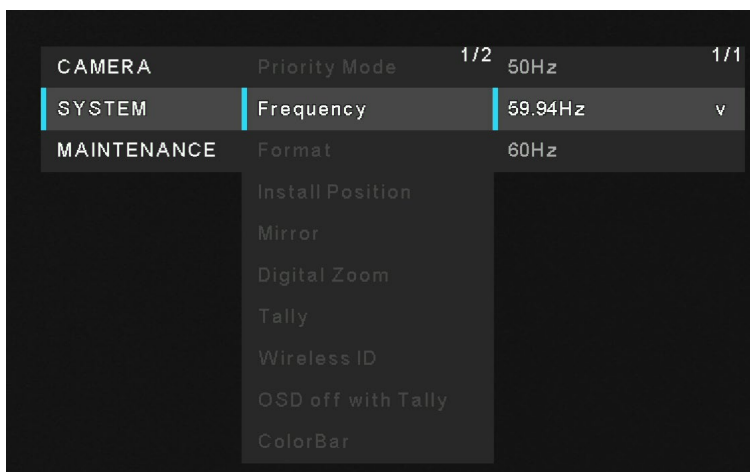 CAMERA
Priority Mode
1/2
50Hz
1/1
SYSTEM
Frequency
59.94Hz
v
MAINTENANCE
Format
60Hz
Install Position
Mirror
Digital Zoom
Tally
Wireless ID
OSD off with Tally
ColorBar